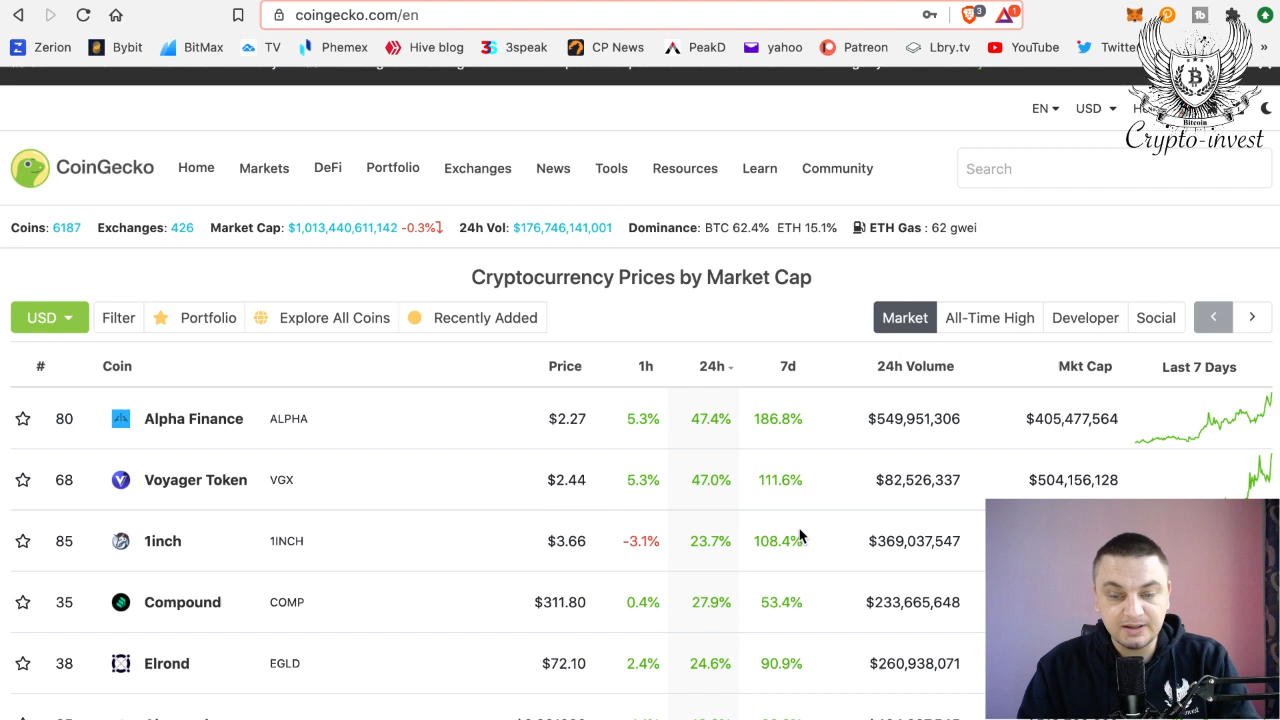 coingecko.com/en
3
1
Zerion Bybit BitMax TV Phemex Hive blog 3speak CP News PeakD yahoo Patreon Lbry.tv YouTube »
EN USD
Bitcoin
Crypto-invest
CoinGecko Home Markets DeFi Portfolio Exchanges News Tools Resources Learn Community Search
Coins: 6187 Exchanges: 426 Market Cap: $1,013,440,611,142 -0.3% 24h Vol: $176,746,141,001 Dominance: BTC 62.4% ETH 15.1% ETH Gas : 62 gwei
Cryptocurrency Prices by Market Cap
USD Filter Portfolio Explore All Coins Recently Added Market All-Time High Developer Social
# Coin Price 1h 24h 7d 24h Volume Mkt Cap Last 7 Days
80 Alpha Finance ALPHA $2.27 5.3% 47.4% 186.8% $549,951,306 $405,477,564
68 Voyager Token VGX $2.44 5.3% 47.0% 111.6% $82,526,337 $504,156,128
85 1inch 1INCH $3.66 -3.1% 23.7% 108.4% $369,037,547
35 Compound COMP $311.80 0.4% 27.9% 53.4% $233,665,648
38 Elrond EGLD $72.10 2.4% 24.6% 90.9% $260,938,071